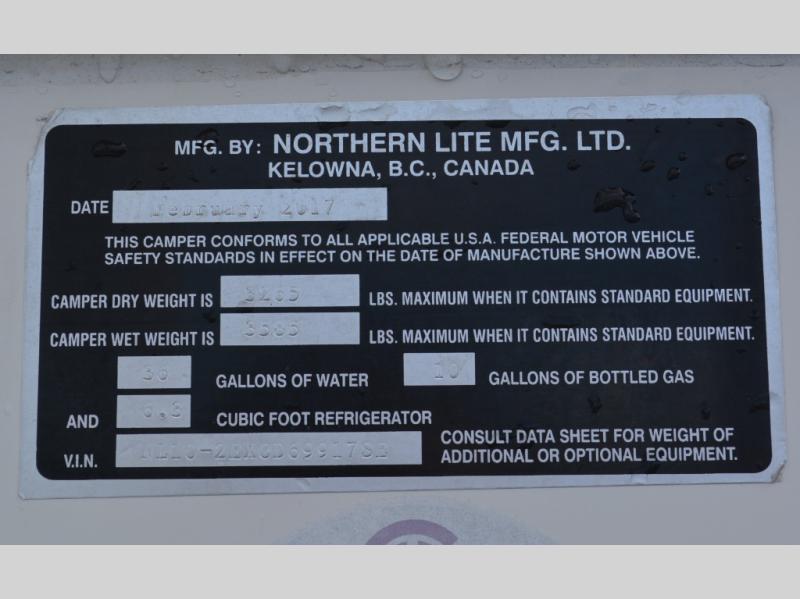 MFG. BY: NORTHERN LITE MFG. LTD.
KELOWNA, B.C., CANADA
DATE February 2017
THIS CAMPER CONFORMS TO ALL APPLICABLE U.S.A. FEDERAL MOTOR VEHICLE
SAFETY STANDARDS IN EFFECT ON THE DATE OF MANUFACTURE SHOWN ABOVE.
CAMPER DRY WEIGHT IS LBS. MAXIMUM WHEN IT CONTAINS STANDARD EQUIPMENT.
CAMPER WET WEIGHT IS LBS. MAXIMUM WHEN IT CONTAINS STANDARD EQUIPMENT.
GALLONS OF WATER 10 GALLONS OF BOTTLED GAS
AND CUBIC FOOT REFRIGERATOR
V.I.N.
CONSULT DATA SHEET FOR WEIGHT OF
ADDITIONAL OR OPTIONAL EQUIPMENT.